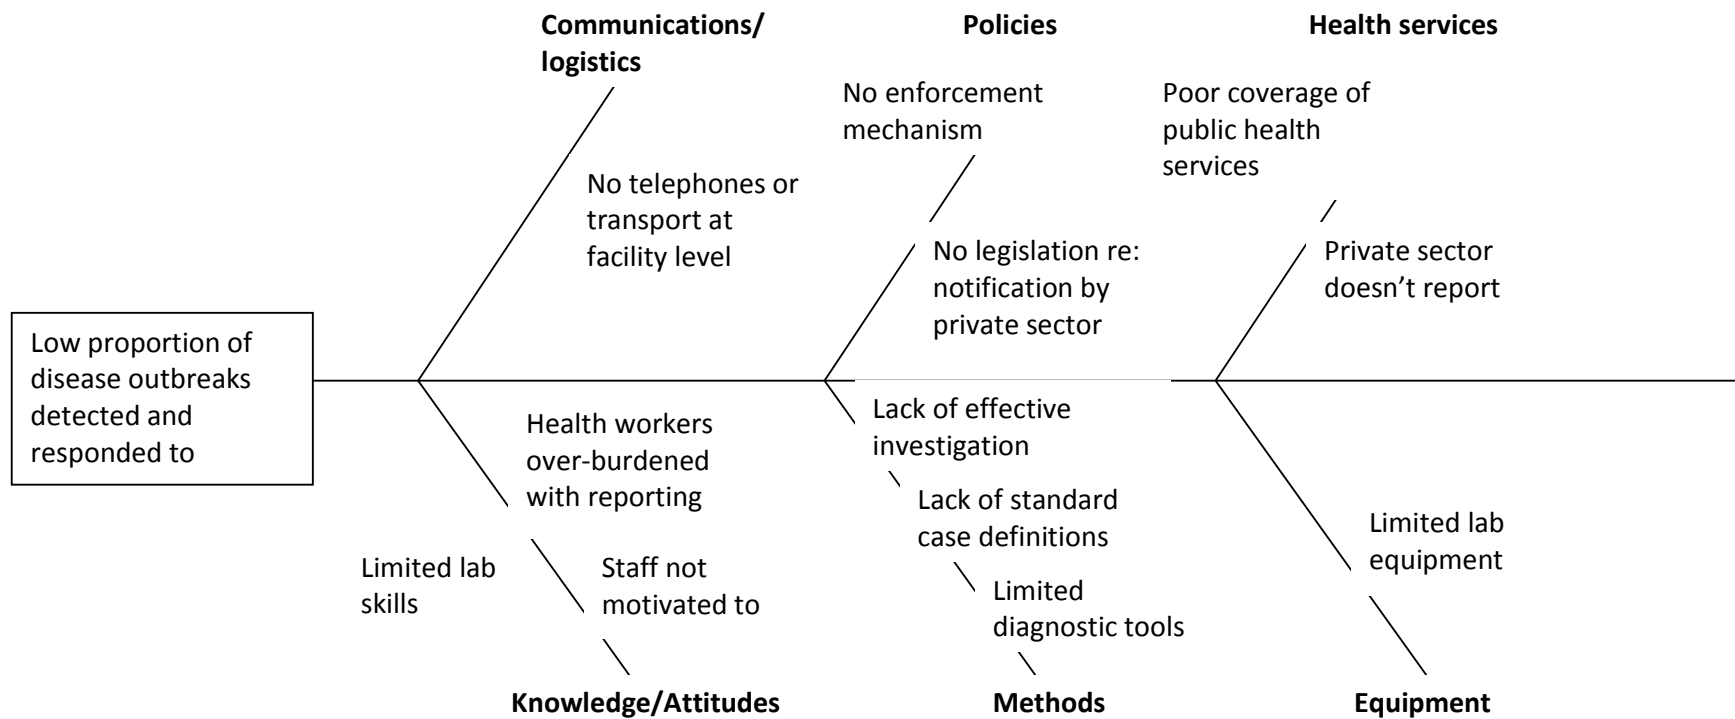 Communications/
logistics
Policies
Health services
No enforcement
mechanism
Poor coverage of
public health
services
No telephones or
transport at
facility level
No legislation re:
notification by
private sector
Private sector
doesn’t report
Low proportion of
disease outbreaks
detected and
responded to
Health workers
over-burdened
with reporting
Lack of effective
investigation
Lack of standard
case definitions
Limited lab
equipment
Limited lab
skills
Staff not
motivated to
Limited
diagnostic tools
Knowledge/Attitudes
Methods
Equipment